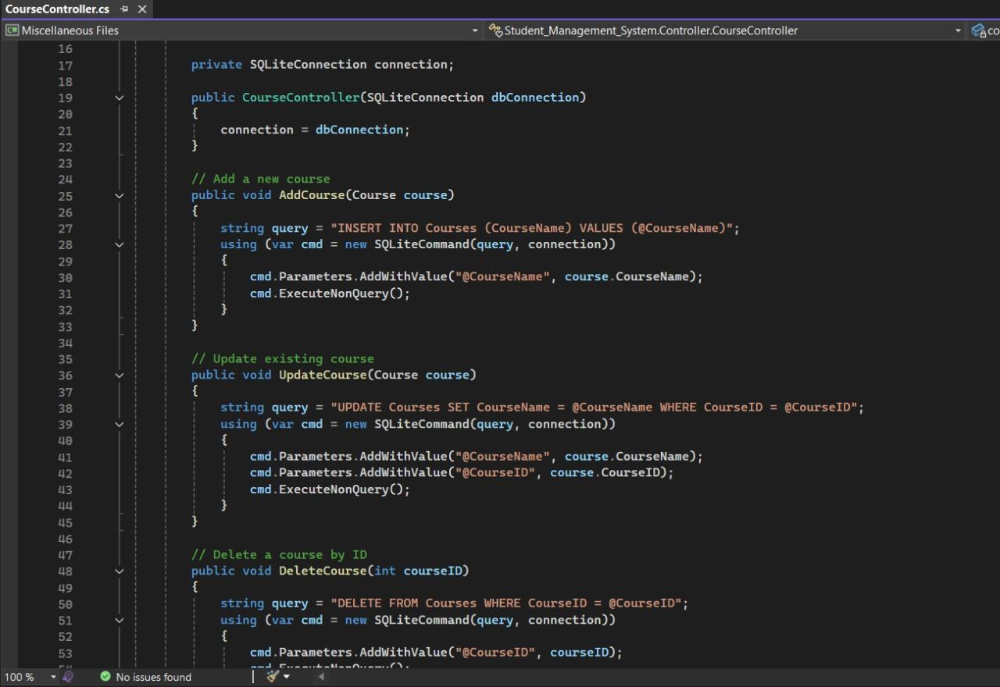 CourseController.cs
Miscellaneous Files
Student_Management_System.Controller.CourseController
co
16
17 private SQLiteConnection connection;
18
19 public CourseController(SQLiteConnection dbConnection)
20 {
21 connection = dbConnection;
22 }
23
24 // Add a new course
25 public void AddCourse(Course course)
26 {
27 string query = "INSERT INTO Courses (CourseName) VALUES (@CourseName)";
28 using (var cmd = new SQLiteCommand(query, connection))
29 {
30 cmd.Parameters.AddWithValue("@CourseName", course.CourseName);
31 cmd.ExecuteNonQuery();
32 }
33 }
34
35 // Update existing course
36 public void UpdateCourse(Course course)
37 {
38 string query = "UPDATE Courses SET CourseName = @CourseName WHERE CourseID = @CourseID";
39 using (var cmd = new SQLiteCommand(query, connection))
40 {
41 cmd.Parameters.AddWithValue("@CourseName", course.CourseName);
42 cmd.Parameters.AddWithValue("@CourseID", course.CourseID);
43 cmd.ExecuteNonQuery();
44 }
45 }
46
47 // Delete a course by ID
48 public void DeleteCourse(int courseID)
49 {
50 string query = "DELETE FROM Courses WHERE CourseID = @CourseID";
51 using (var cmd = new SQLiteCommand(query, connection))
52 {
53 cmd.Parameters.AddWithValue("@CourseID", courseID);
cmd.ExecuteNonQuery();
100 %
No issues found